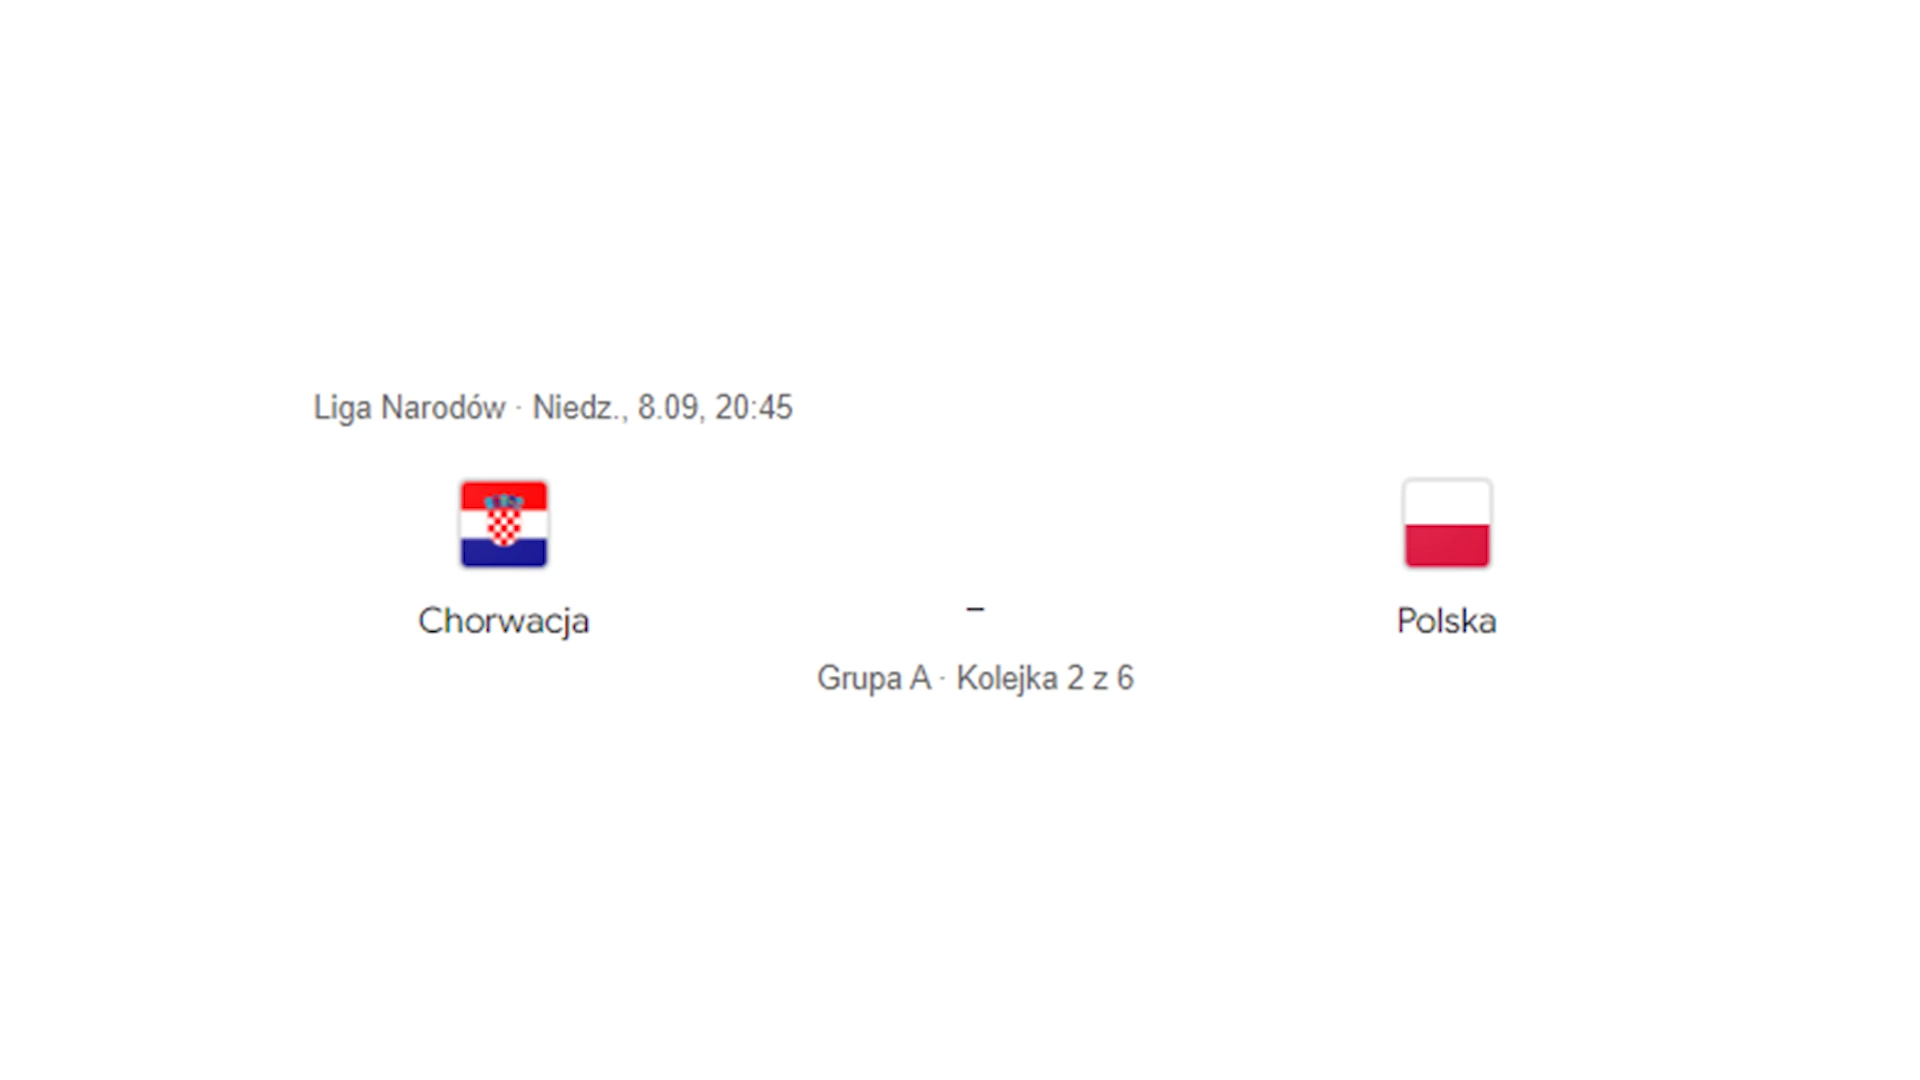 Liga Narodów · Niedz., 8.09, 20:45
Chorwacja
–
Polska
Grupa A · Kolejka 2 z 6